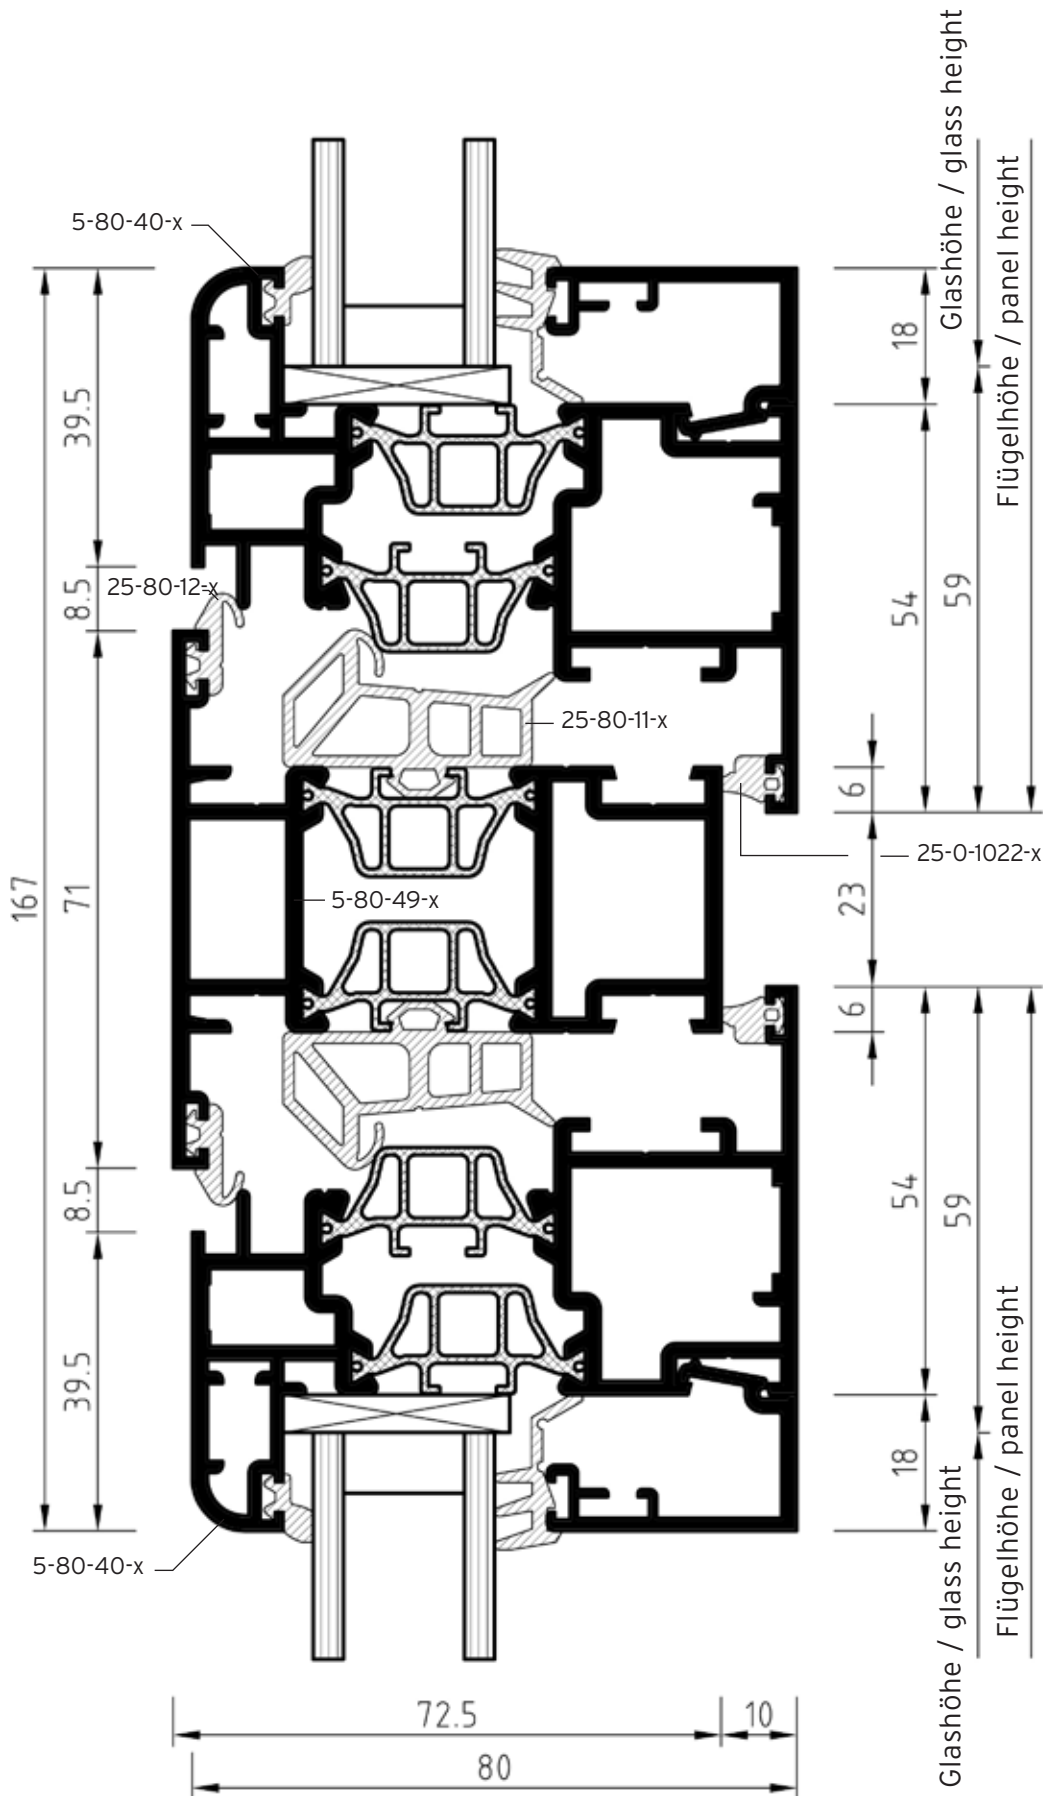 Glashöhe / glass height
Flügelhöhe / panel height
5-80-40-x
18
39.5
25-80-12-x
8.5
54
59
25-80-11-x
6
25-0-1022-x
167
71
5-80-49-x
23
6
8.5
54
59
39.5
18
5-80-40-x
Glashöhe / glass height
Flügelhöhe / panel height
72.5
10
80